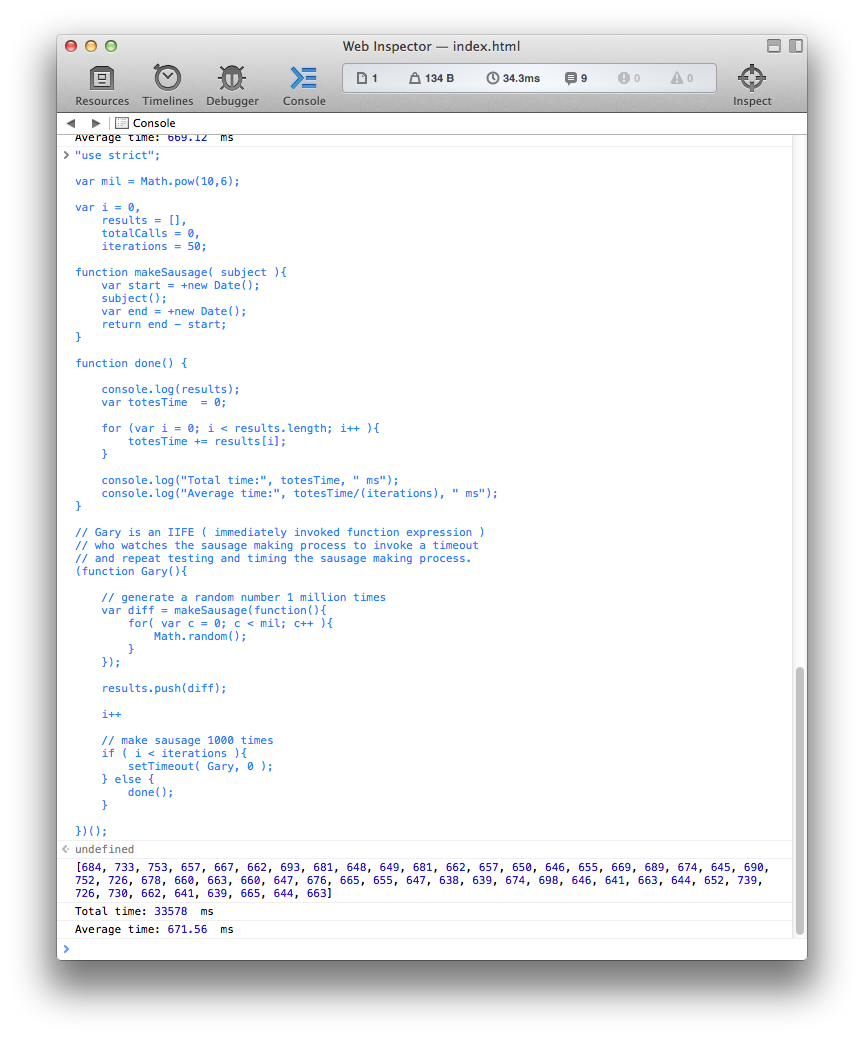 Web Inspector — index.html
Resources Timelines Debugger Console 1 134 B 34.3ms 9 0 0 Inspect
Console
Average time: 669.12  ms
> "use strict";
var mil = Math.pow(10,6);
var i = 0,
    results = [],
    totalCalls = 0,
    iterations = 50;
function makeSausage( subject ){
    var start = +new Date();
    subject();
    var end = +new Date();
    return end - start;
}
function done() {
    console.log(results);
    var totesTime  = 0;
    for (var i = 0; i < results.length; i++ ){
        totesTime += results[i];
    }
    console.log("Total time:", totesTime, " ms");
    console.log("Average time:", totesTime/(iterations), " ms");
}
// Gary is an IIFE ( immediately invoked function expression )
// who watches the sausage making process to invoke a timeout
// and repeat testing and timing the sausage making process.
(function Gary(){
    // generate a random number 1 million times
    var diff = makeSausage(function(){
        for( var c = 0; c < mil; c++ ){
            Math.random();
        }
    });
    results.push(diff);
    i++
    // make sausage 1000 times
    if ( i < iterations ){
        setTimeout( Gary, 0 );
    } else {
        done();
    }
})();
undefined
[684, 733, 753, 657, 667, 662, 693, 681, 648, 649, 681, 662, 657, 650, 646, 655, 669, 689, 674, 645, 690,
752, 726, 678, 660, 663, 660, 647, 676, 665, 655, 647, 638, 639, 674, 698, 646, 641, 663, 644, 652, 739,
726, 730, 662, 641, 639, 665, 644, 663]
Total time: 33578  ms
Average time: 671.56  ms
>